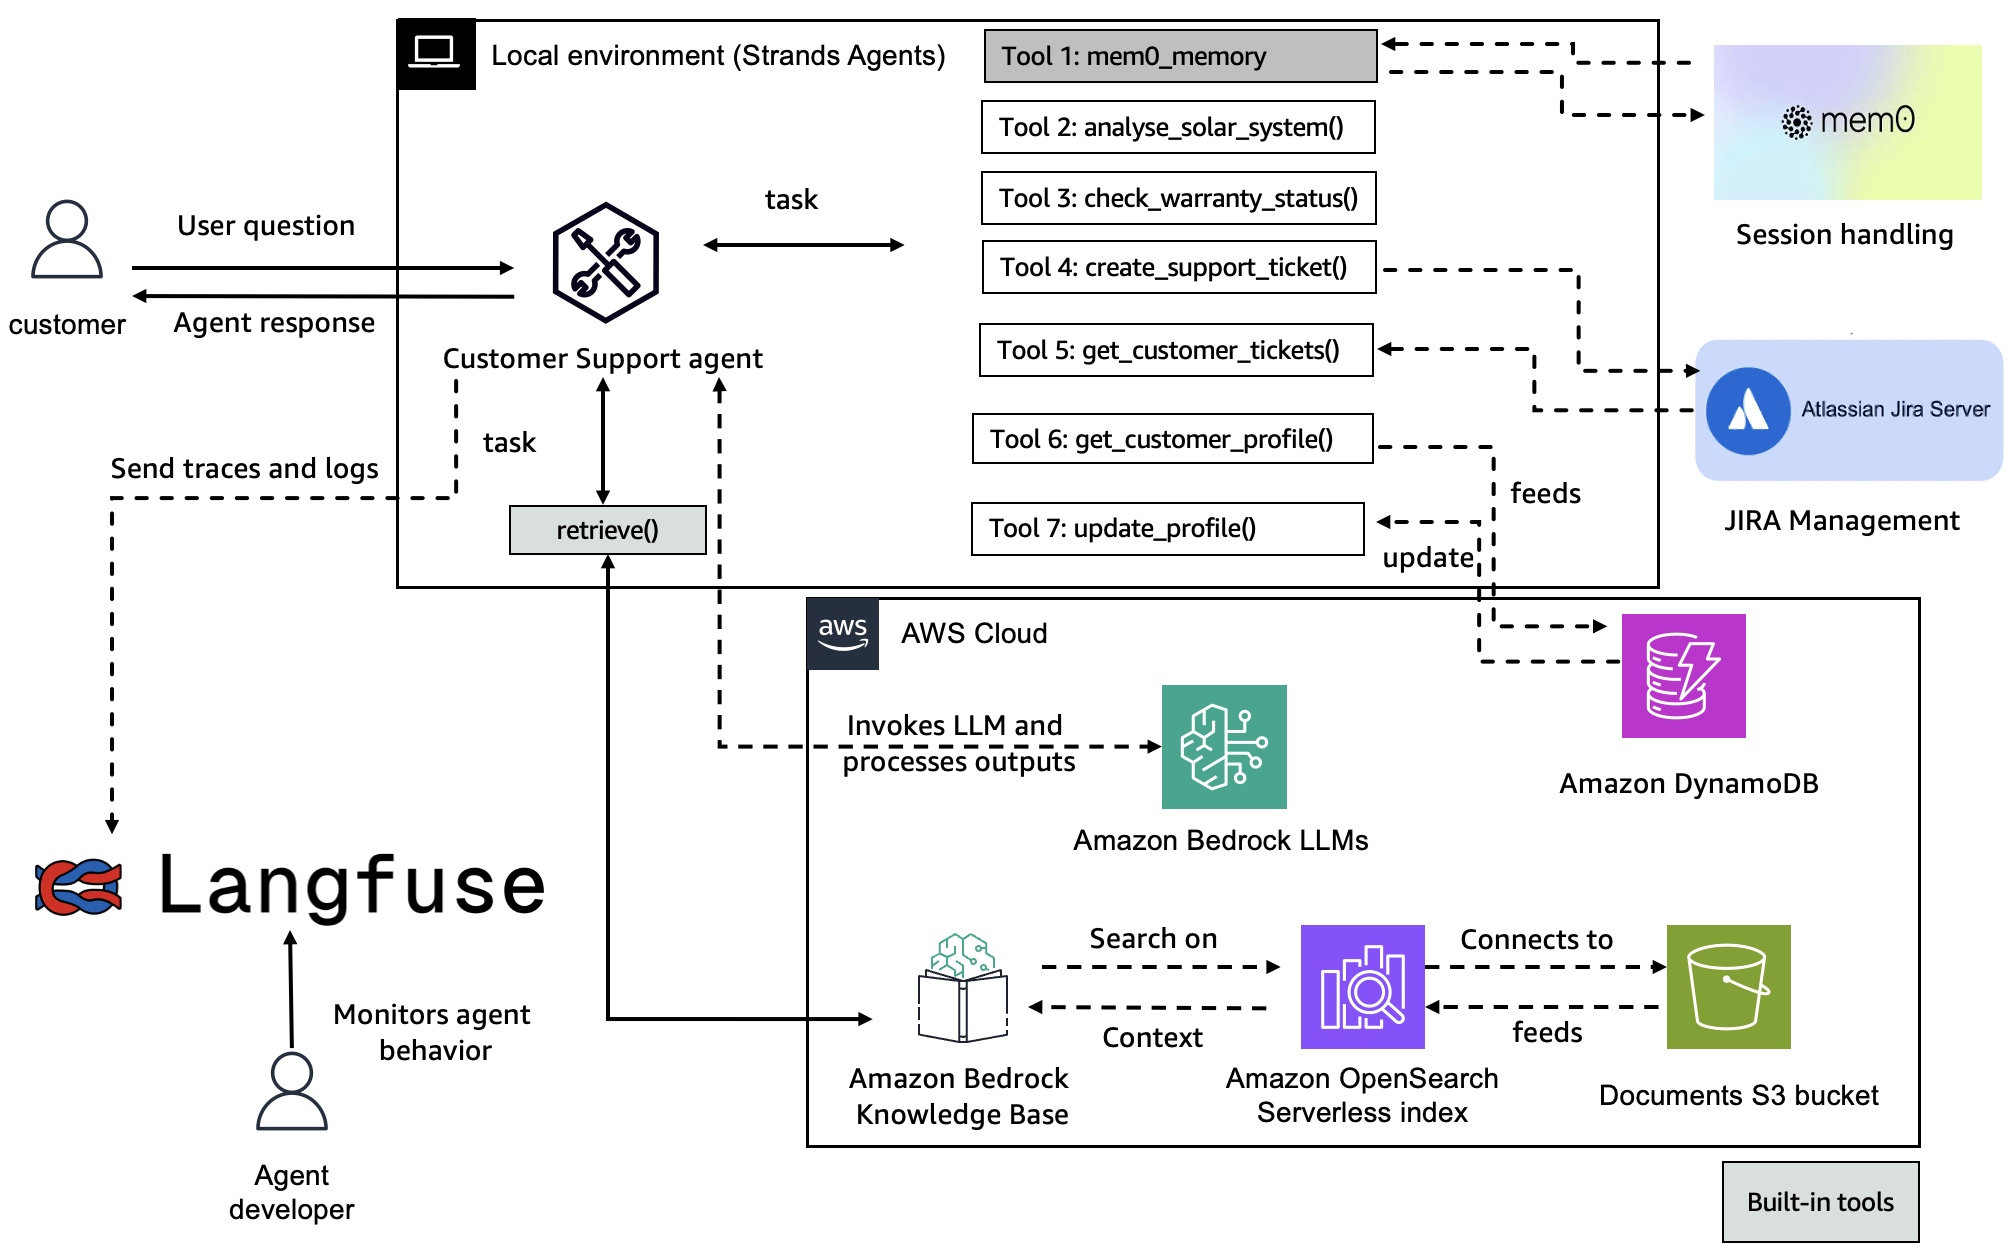 Local environment (Strands Agents)
Tool 1: mem0_memory
Tool 2: analyse_solar_system()
Tool 3: check_warranty_status()
Tool 4: create_support_ticket()
Tool 5: get_customer_tickets()
Tool 6: get_customer_profile()
Tool 7: update_profile()
mem0
Session handling
Atlassian Jira Server
JIRA Management
task
User question
Agent response
customer
Customer Support agent
task
retrieve()
Send traces and logs
feeds
update
aws
AWS Cloud
Invokes LLM and
processes outputs
Amazon Bedrock LLMs
Amazon DynamoDB
Langfuse
Monitors agent
behavior
Agent
developer
Search on
Context
Connects to
feeds
Amazon Bedrock
Knowledge Base
Amazon OpenSearch
Serverless index
Documents S3 bucket
Built-in tools